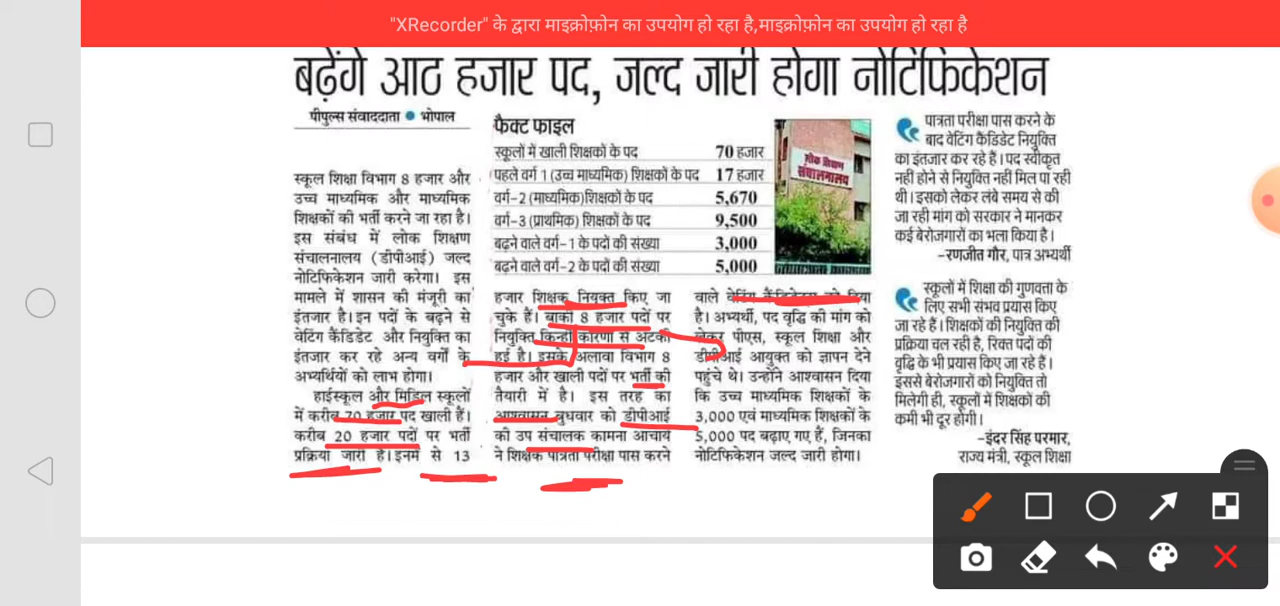 "XRecorder" के द्वारा माइक्रोफ़ोन का उपयोग हो रहा है,माइक्रोफ़ोन का उपयोग हो रहा है
बढ़ेंगे आठ हजार पद, जल्द जारी होगा नोटिफिकेशन
पीपुल्स संवाददाता ● भोपाल
स्कूल शिक्षा विभाग 8 हजार और
उच्च माध्यमिक और माध्यमिक
शिक्षकों की भर्ती करने जा रहा है।
इस संबंध में लोक शिक्षण
संचालनालय (डीपीआई) जल्द
नोटिफिकेशन जारी करेगा। इस
मामले में शासन की मंजूरी का
इंतजार है। इन पदों के बढ़ने से
वेटिंग कैंडिडेट और नियुक्ति का
इंतजार कर रहे अन्य वर्गों के
अभ्यर्थियों को लाभ होगा।
हाईस्कूल और मिडिल स्कूलों
में करीब 70 हजार पद खाली हैं।
करीब 20 हजार पदों पर भर्ती
प्रक्रिया जारी है। इनमें से 13
फैक्ट फाइल
स्कूलों में खाली शिक्षकों के पद 70 हजार
पहले वर्ग 1 (उच्च माध्यमिक) शिक्षकों के पद 17 हजार
वर्ग-2 (माध्यमिक)शिक्षकों के पद 5,670
वर्ग-3 (प्राथमिक) शिक्षकों के पद 9,500
बढ़ने वाले वर्ग-1 के पदों की संख्या 3,000
बढ़ने वाले वर्ग-2 के पदों की संख्या 5,000
लोक शिक्षण
संचालनालय
हजार शिक्षक नियुक्त किए जा
चुके हैं। बाकी 8 हजार पदों पर
नियुक्ति किन्हीं कारणों से अटकी
हुई है। इसके अलावा विभाग 8
हजार और खाली पदों पर भर्ती की
तैयारी में है। इस तरह का
आश्वासन बुधवार को डीपीआई
की उप संचालक कामना आचार्य
ने शिक्षक पात्रता परीक्षा पास करने
वाले वेटिंग कैंडिडेट्स को दिया
है। अभ्यर्थी, पद वृद्धि की मांग को
लेकर पीएस, स्कूल शिक्षा और
डीपीआई आयुक्त को ज्ञापन देने
पहुंचे थे। उन्होंने आश्वासन दिया
कि उच्च माध्यमिक शिक्षकों के
3,000 एवं माध्यमिक शिक्षकों के
5,000 पद बढ़ाए गए हैं, जिनका
नोटिफिकेशन जल्द जारी होगा।
पात्रता परीक्षा पास करने के
बाद वेटिंग कैंडिडेट नियुक्ति
का इंतजार कर रहे हैं। पद स्वीकृत
नहीं होने से नियुक्ति नहीं मिल पा रही
थी। इसको लेकर लंबे समय से की
जा रही मांग को सरकार ने मानकर
कई बेरोजगारों का भला किया है।
-रणजीत गौर, पात्र अभ्यर्थी
स्कूलों में शिक्षा की गुणवत्ता के
लिए सभी संभव प्रयास किए
जा रहे हैं। शिक्षकों की नियुक्ति की
प्रक्रिया चल रही है, रिक्त पदों की
वृद्धि के भी प्रयास किए जा रहे हैं।
इससे बेरोजगारों को नियुक्ति तो
मिलेगी ही, स्कूलों में शिक्षकों की
कमी भी दूर होगी।
-इंदर सिंह परमार,
राज्य मंत्री, स्कूल शिक्षा